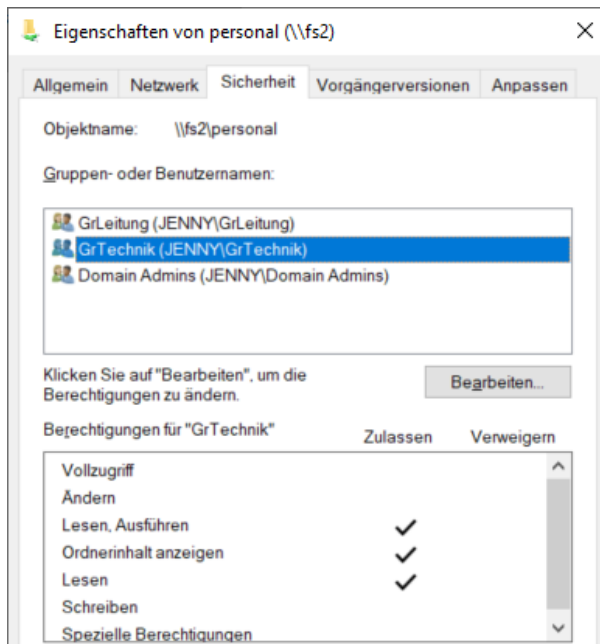 Eigenschaften von personal (\\fs2)
Allgemein Netzwerk Sicherheit Vorgängerversionen Anpassen
Objektname: \\fs2\personal
Gruppen- oder Benutzernamen:
GrLeitung (JENNY\GrLeitung)
GrTechnik (JENNY\GrTechnik)
Domain Admins (JENNY\Domain Admins)
Klicken Sie auf "Bearbeiten", um die
Berechtigungen zu ändern.
Bearbeiten...
Berechtigungen für "GrTechnik" Zulassen Verweigern
Vollzugriff
Ändern
Lesen, Ausführen
Ordnerinhalt anzeigen
Lesen
Schreiben
Spezielle Berechtigungen